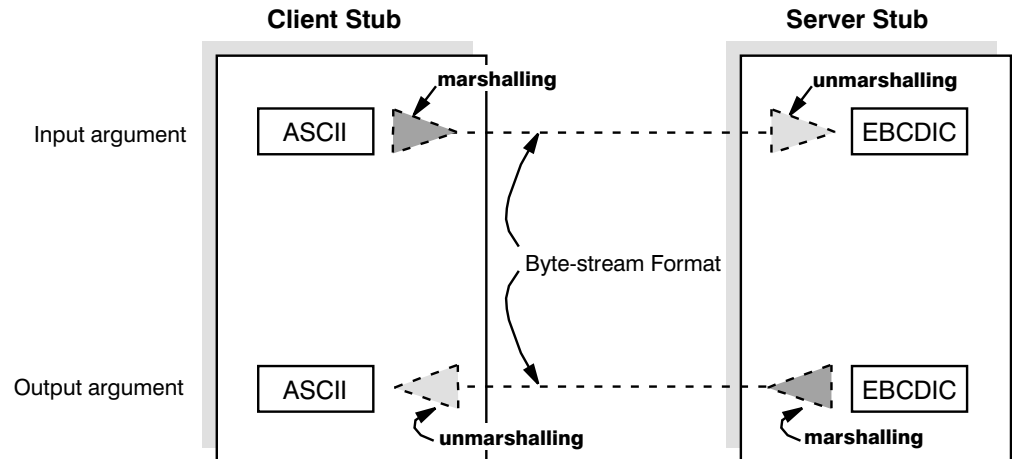 Client Stub
Server Stub
marshalling
unmarshalling
Input argument
ASCII
EBCDIC
Byte-stream Format
Output argument
ASCII
EBCDIC
unmarshalling
marshalling